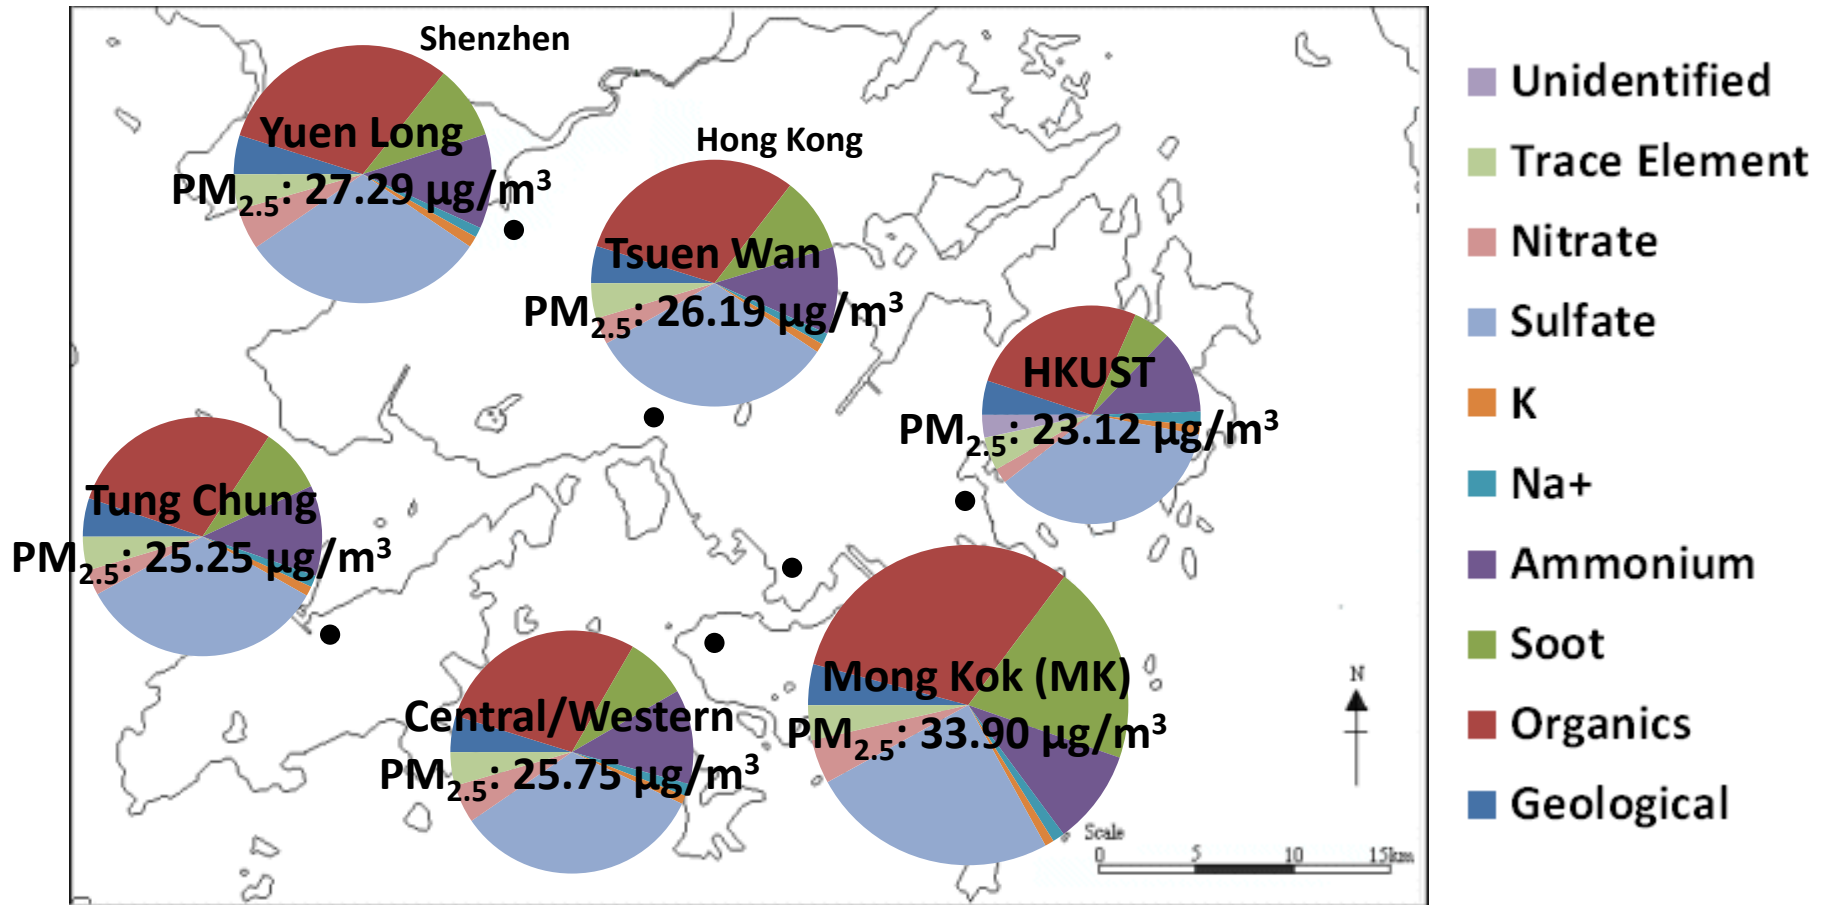 Shenzhen
Yuen Long
PM2.5: 27.29 µg/m3
Hong Kong
Tsuen Wan
PM2.5: 26.19 µg/m3
HKUST
PM2.5: 23.12 µg/m3
Tung Chung
PM2.5: 25.25 µg/m3
Central/Western
PM2.5: 25.75 µg/m3
Mong Kok (MK)
PM2.5: 33.90 µg/m3
N
Scale
0 5 10 15km
Unidentified
Trace Element
Nitrate
Sulfate
K
Na+
Ammonium
Soot
Organics
Geological